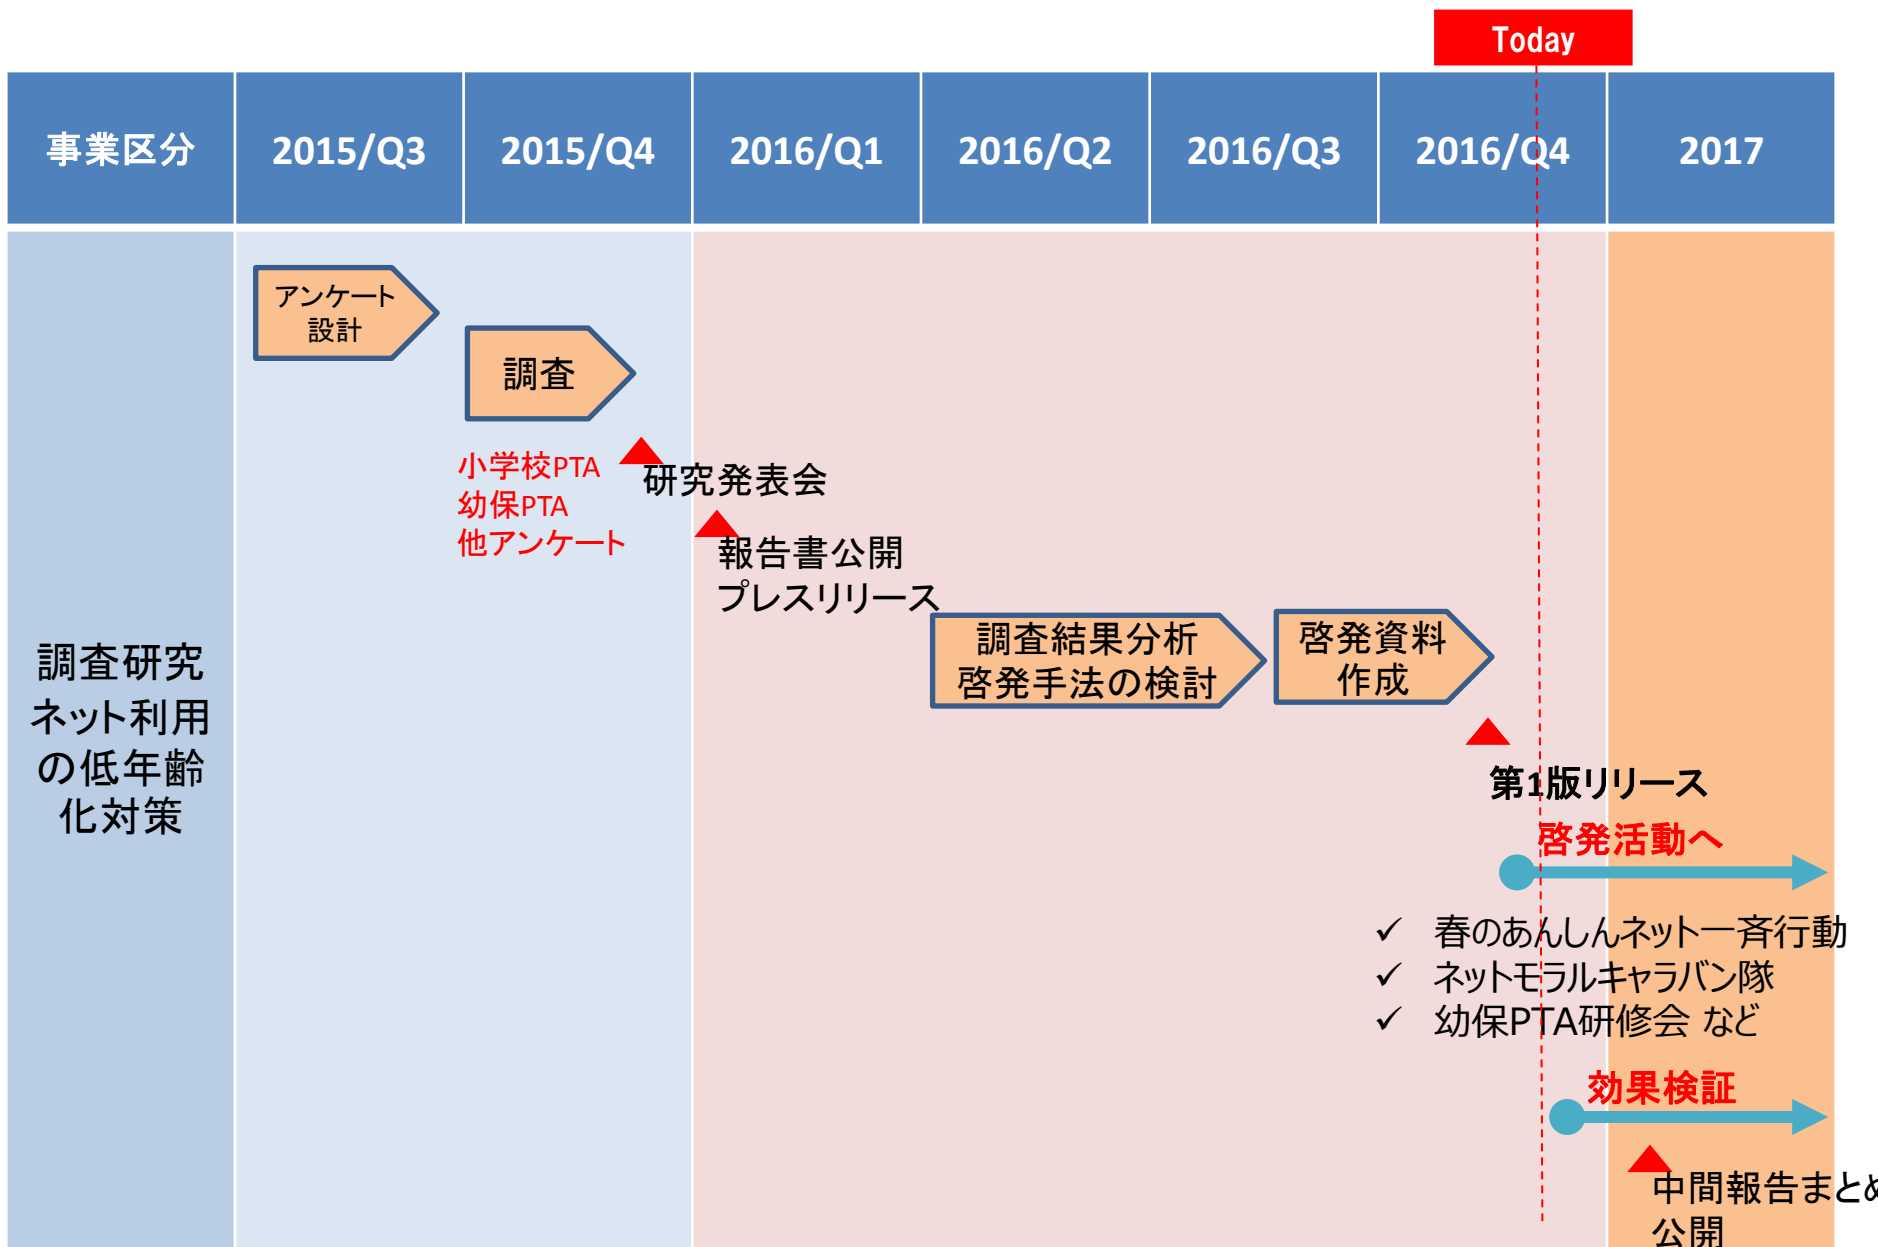 Today
事業区分
2015/Q3
2015/Q4
2016/Q1
2016/Q2
2016/Q3
2016/Q4
2017
調査研究
ネット利用
の低年齢
化対策
アンケート
設計
調査
小学校PTA
幼保PTA
他アンケート
研究発表会
報告書公開
プレスリリース
調査結果分析
啓発手法の検討
啓発資料
作成
第1版リリース
啓発活動へ
✓ 春のあんしんネット一斉行動
✓ ネットモラルキャラバン隊
✓ 幼保PTA研修会 など
効果検証
中間報告まとめ
公開